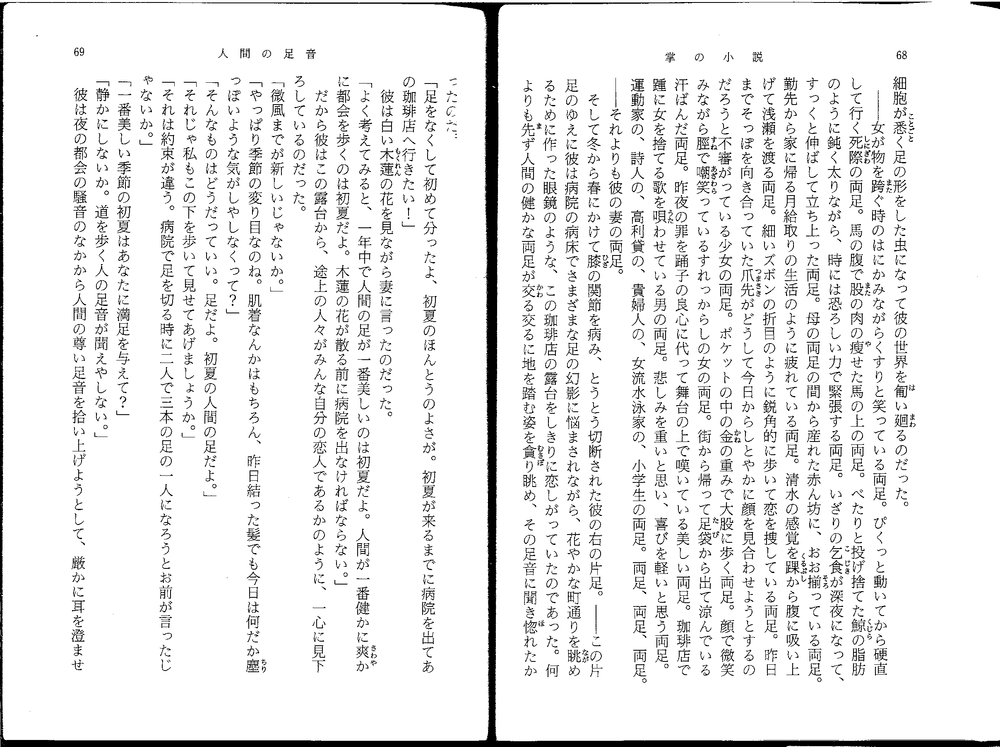 68
掌の小説
細胞が悉く足の形をした虫になって彼の世界を匍い廻るのだった。
――女が物を跨ぐ時のはにかみながらくすりと笑っている両足。ぴくっと動いてから硬直
して行く死際の両足。馬の腹で股の肉の瘦せた馬の上の両足。べたりと投げ捨てた鯨の脂肪
のように鈍く太りながら、時には恐ろしい力で緊張する両足。いざりの乞食が深夜になって、
すっくと伸ばして立ち上った両足。母の両足の間から産れた赤ん坊に、おお揃っている両足。
勤先から家に帰る月給取りの生活のように疲れている両足。清水の感覚を踝から腹に吸い上
げて浅瀬を渡る両足。細いズボンの折目のように鋭角的に歩いて恋を捜している両足。昨日
までそっぽを向き合っていた爪先がどうして今日からしとやかに顔を見合わせようとするの
だろうと不審がっている少女の両足。ポケットの中の金の重みで大股に歩く両足。顔で微笑
みながら脛で嘲笑っているすれっからしの女の両足。街から帰って足袋から出て涼んでいる
汗ばんだ両足。昨夜の罪を踊子の良心に代って舞台の上で嘆いている美しい両足。珈琲店で
踵に女を捨てる歌を唄わせている男の両足。悲しみを重いと思い、喜びを軽いと思う両足。
運動家の、詩人の、高利貸の、貴婦人の、女流水泳家の、小学生の両足。両足、両足、両足。
――それよりも彼の妻の両足。
そして冬から春にかけて膝の関節を病み、とうとう切断された彼の右の片足。――この片
足のゆえに彼は病院の病床でさまざまな足の幻影に悩まされながら、花やかな町通りを眺め
るために作った眼鏡のような、この珈琲店の露台をしきりに恋しがっていたのであった。何
よりも先ず人間の健かな両足が交る交るに地を踏む姿を貪り眺め、その足音に聞き惚れたか
人間の足音
69
ったのだ。
「足をなくして初めて分ったよ、初夏のほんとうのよさが。初夏が来るまでに病院を出てあ
の珈琲店へ行きたい！」
彼は白い木蓮の花を見ながら妻に言ったのだった。
「よく考えてみると、一年中で人間の足が一番美しいのは初夏だよ。人間が一番健かに爽か
に都会を歩くのは初夏だよ。木蓮の花が散る前に病院を出なければならない。」
だから彼はこの露台から、途上の人々がみんな自分の恋人であるかのように、一心に見下
ろしているのだった。
「微風までが新しいじゃないか。」
「やっぱり季節の変り目なのね。肌着なんかはもちろん、昨日結った髪でも今日は何だか塵
っぽいような気がしやしなくって？」
「そんなものはどうだっていい。足だよ。初夏の人間の足だよ。」
「それじゃ私もこの下を歩いて見せてあげましょうか。」
「それは約束が違う。病院で足を切る時に二人で三本の足の一人になろうとお前が言ったじ
ゃないか。」
「一番美しい季節の初夏はあなたに満足を与えて？」
「静かにしないか。道を歩く人の足音が聞えやしない。」
彼は夜の都会の騒音のなかから人間の尊い足音を拾い上げようとして、厳かに耳を澄ませ